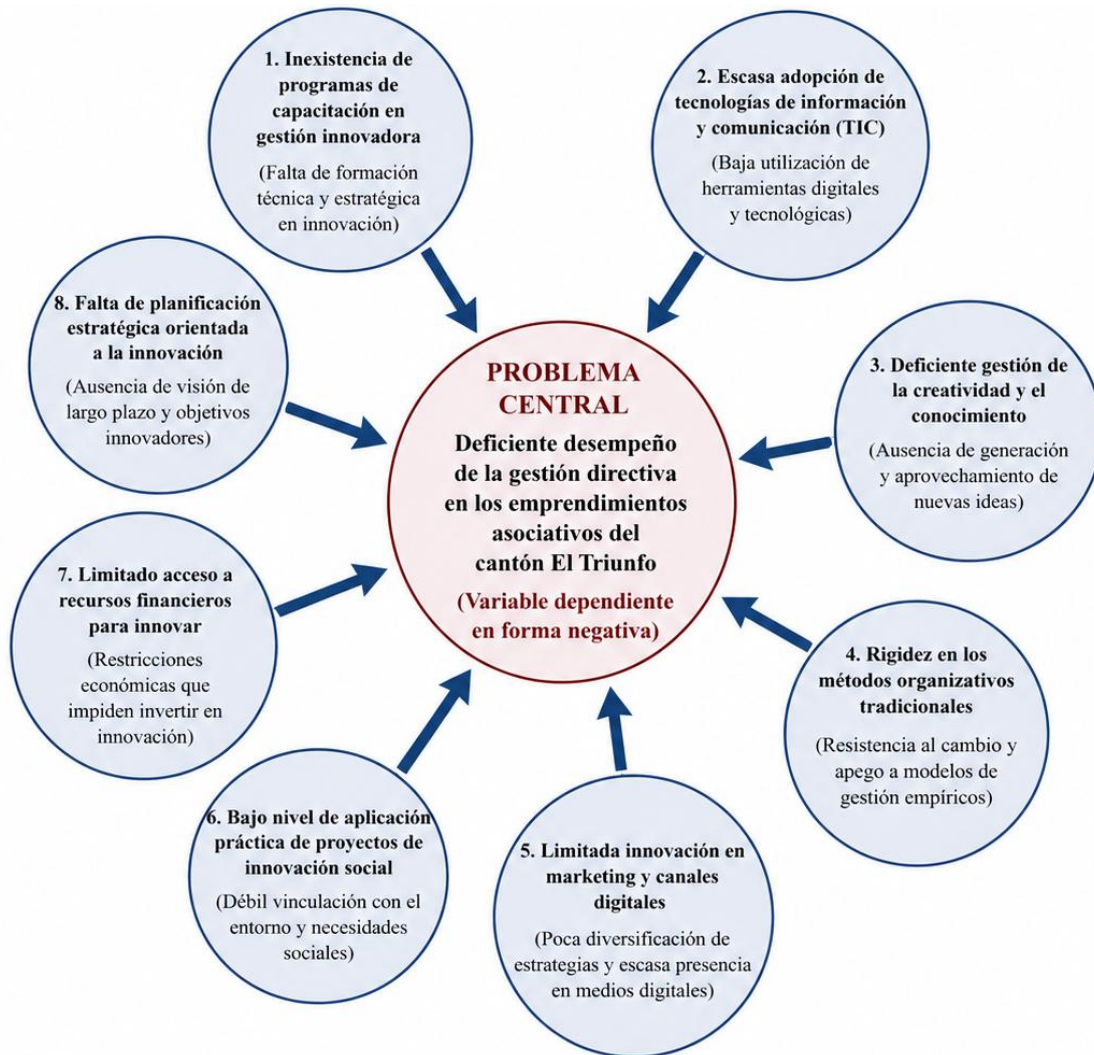 1. Inexistencia de
programas de
capacitación en
gestión innovadora
(Falta de formación
técnica y estratégica
en innovación)
2. Escasa adopción de
tecnologías de información
y comunicación (TIC)
(Baja utilización de
herramientas digitales
y tecnológicas)
8. Falta de planificación
estratégica orientada
a la innovación
(Ausencia de visión de
largo plazo y objetivos
innovadores)
PROBLEMA
CENTRAL
Deficiente desempeño
de la gestión directiva
en los emprendimientos
asociativos del
cantón El Triunfo
(Variable dependiente
en forma negativa)
3. Deficiente gestión de
la creatividad y el
conocimiento
(Ausencia de generación
y aprovechamiento de
nuevas ideas)
7. Limitado acceso a
recursos financieros
para innovar
(Restricciones
económicas que
impiden invertir en
innovación)
4. Rigidez en los
métodos organizativos
tradicionales
(Resistencia al cambio y
apego a modelos de
gestión empíricos)
6. Bajo nivel de aplicación
práctica de proyectos de
innovación social
(Débil vinculación con el
entorno y necesidades
sociales)
5. Limitada innovación en
marketing y canales
digitales
(Poca diversificación de
estrategias y escasa presencia
en medios digitales)